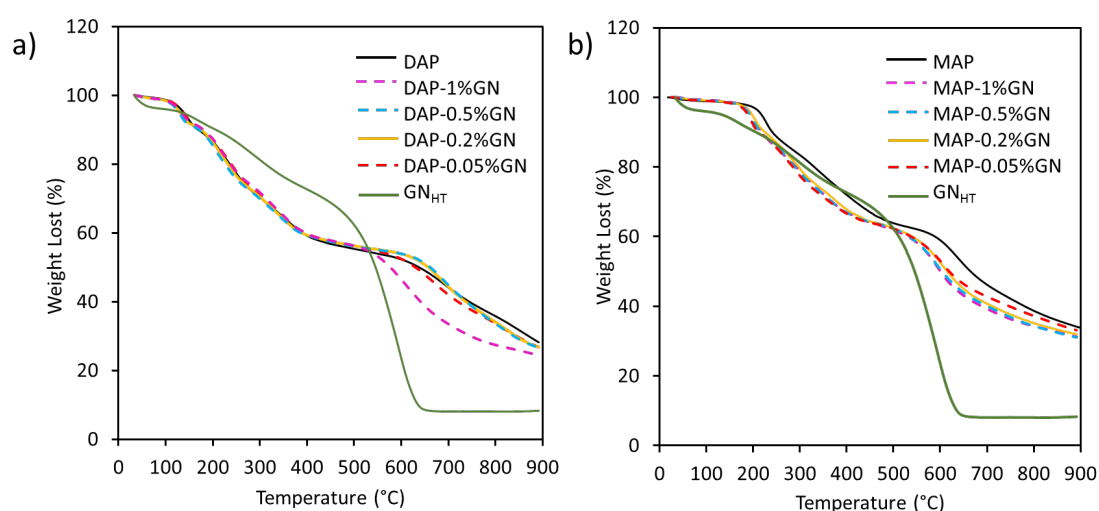 a)
120
100
80
60
40
20
0
Weight Lost (%)
0 100 200 300 400 500 600 700 800 900
Temperature (°C)
DAP
DAP-1%GN
DAP-0.5%GN
DAP-0.2%GN
DAP-0.05%GN
GN_HT
b)
120
100
80
60
40
20
0
Weight Lost (%)
0 100 200 300 400 500 600 700 800 900
Temperature (°C)
MAP
MAP-1%GN
MAP-0.5%GN
MAP-0.2%GN
MAP-0.05%GN
GN_HT